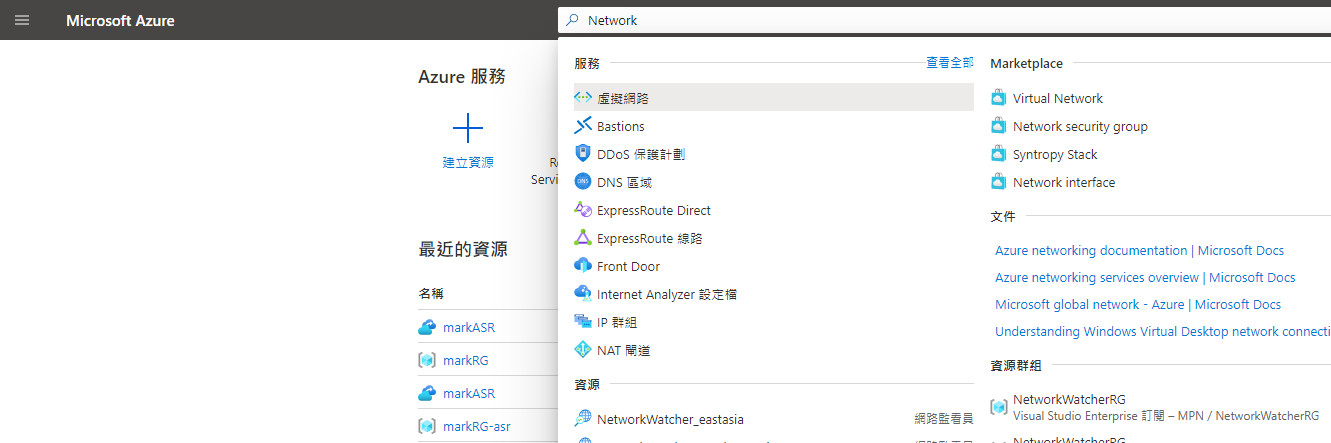 Microsoft Azure
Network
Azure 服務
建立資源
Servi
最近的資源
名稱
markASR
markRG
markASR
markRG-asr
服務
查看全部
虛擬網路
Bastions
DDoS 保護計劃
DNS 區域
ExpressRoute Direct
ExpressRoute 線路
Front Door
Internet Analyzer 設定檔
IP 群組
NAT 閘道
資源
NetworkWatcher_eastasia
網路監看員
Marketplace
Virtual Network
Network security group
Syntropy Stack
Network interface
文件
Azure networking documentation | Microsoft Docs
Azure networking services overview | Microsoft Docs
Microsoft global network - Azure | Microsoft Docs
Understanding Windows Virtual Desktop network connecti
資源群組
NetworkWatcherRG
Visual Studio Enterprise 訂閱 – MPN / NetworkWatcherRG
NetworkWatcherRG